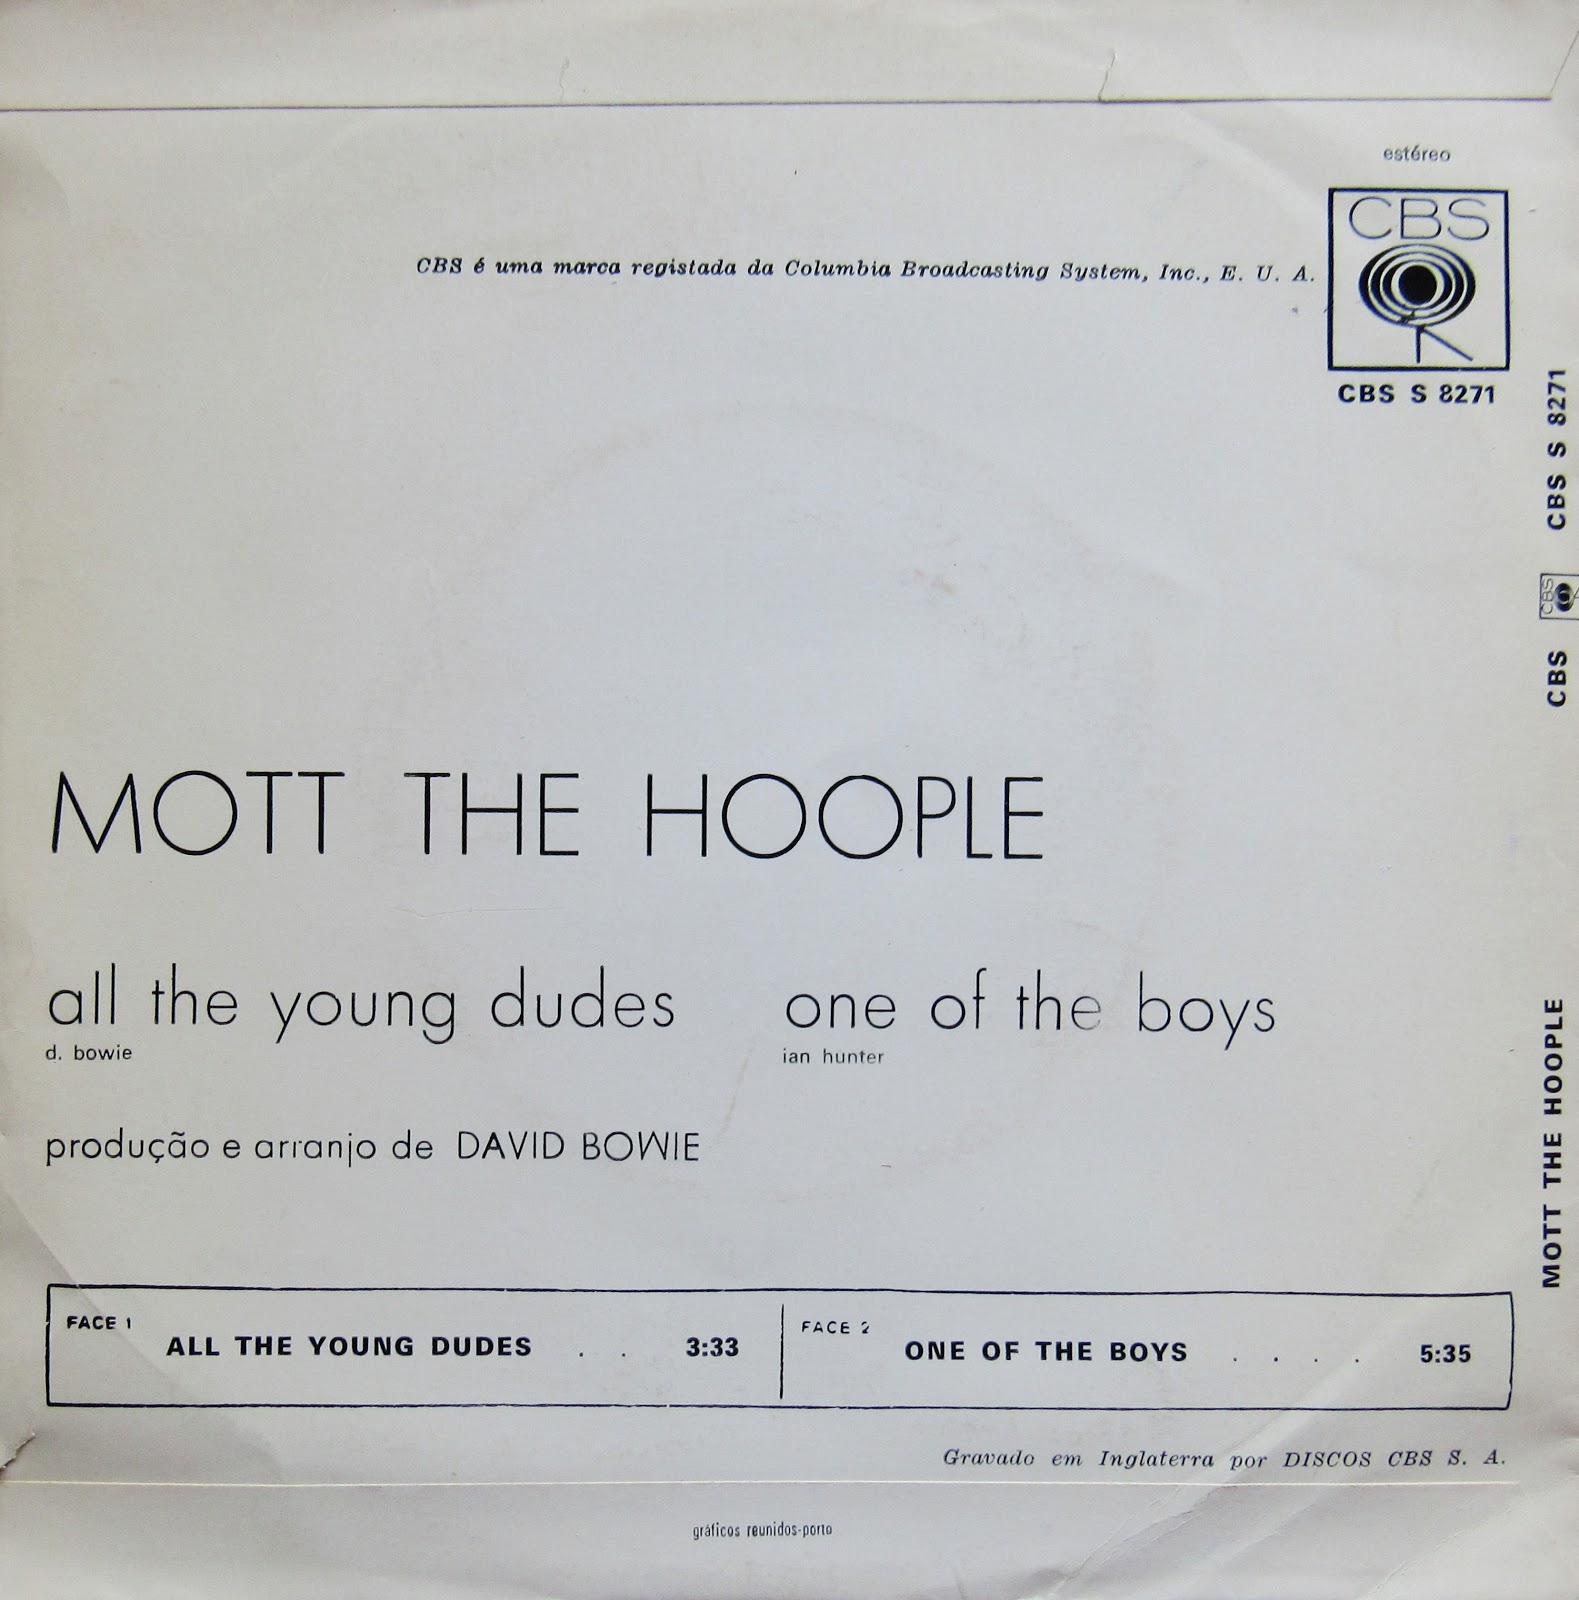 estéreo
CBS
CBS é uma marca registada da Columbia Broadcasting System, Inc., E. U. A.
CBS S 8271
MOTT THE HOOPLE
all the young dudes
d. bowie
one of the boys
ian hunter
produção e arranjo de DAVID BOWIE
FACE 1
ALL THE YOUNG DUDES . . 3:33
FACE 2
ONE OF THE BOYS . . . . 5:35
Gravado em Inglaterra por DISCOS CBS S. A.
gráficos reunidos-porto
MOTT THE HOOPLE
CBS
CBS
CBS S 8271